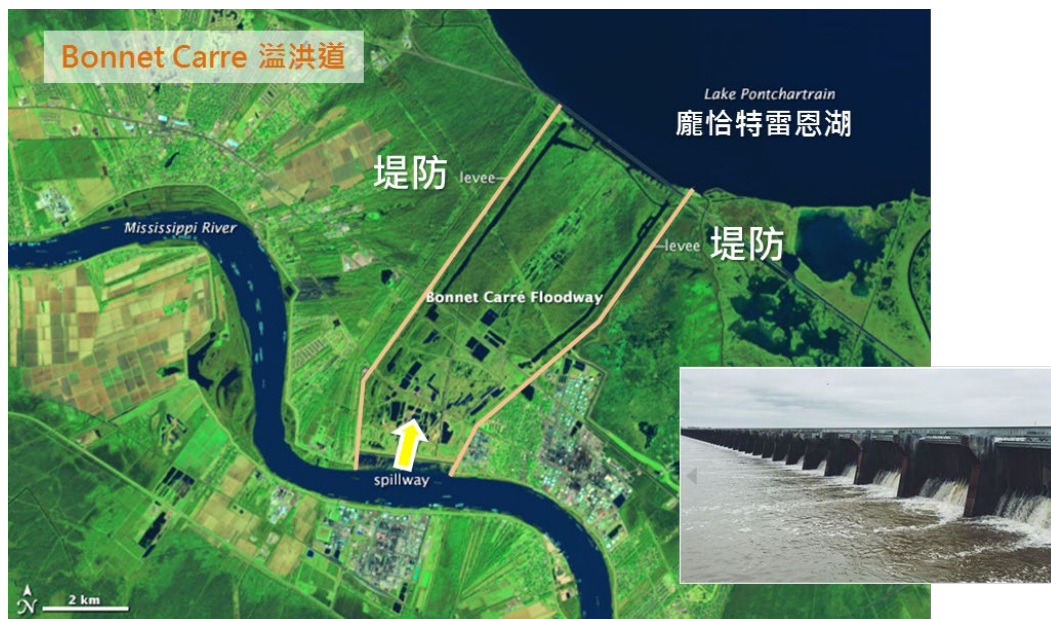 Bonnet Carre 溢洪道
Lake Pontchartrain
龐恰特雷恩湖
堤防 levee
Mississippi River
levee 堤防
Bonnet Carré Floodway
spillway
N 2 km